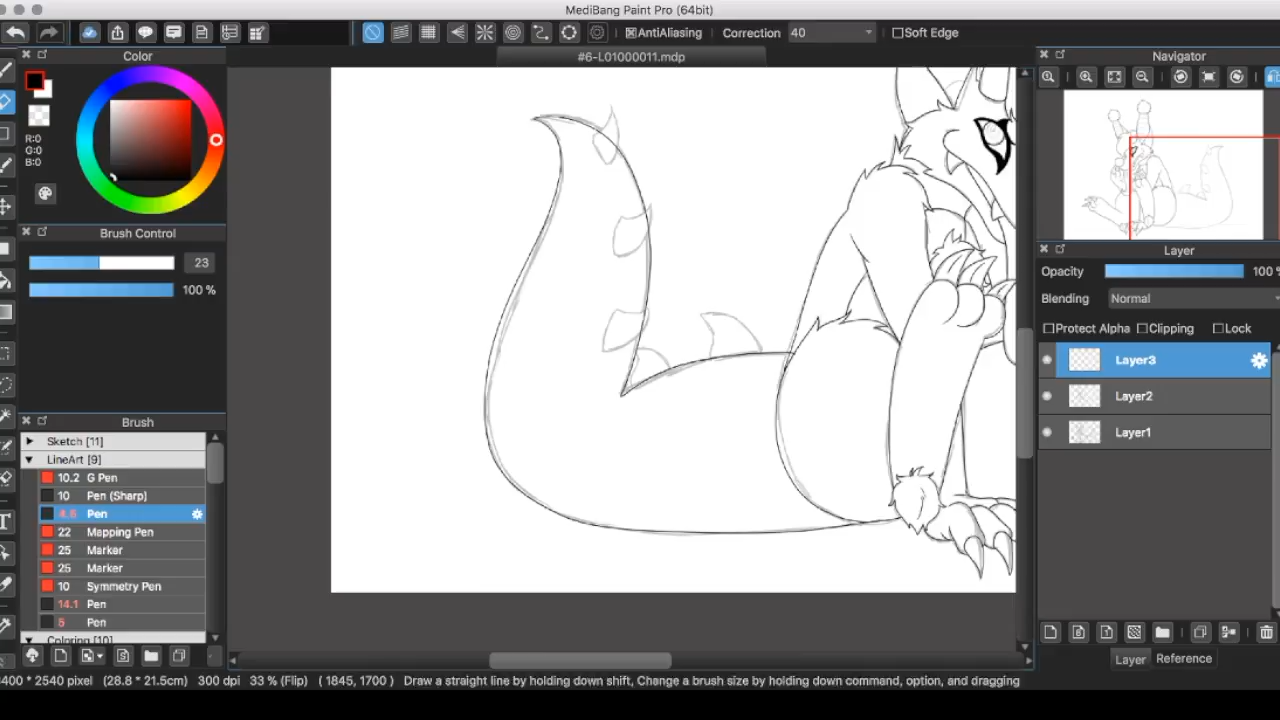 MediBang Paint Pro (64bit)
AntiAliasing Correction 40 Soft Edge
#6-L01000011.mdp
Color
R:0
G:0
B:0
Brush Control
23
100 %
Brush
Sketch [11]
LineArt [9]
10.2 G Pen
10 Pen (Sharp)
4.5 Pen
22 Mapping Pen
25 Marker
25 Marker
10 Symmetry Pen
14.1 Pen
5 Pen
Coloring [10]
Navigator
Layer
Opacity 100 %
Blending Normal
Protect Alpha Clipping Lock
Layer3
Layer2
Layer1
Layer Reference
400 * 2540 pixel (28.8 * 21.5cm) 300 dpi 33 % (Flip) ( 1845, 1700 ) Draw a straight line by holding down shift, Change a brush size by holding down command, option, and dragging